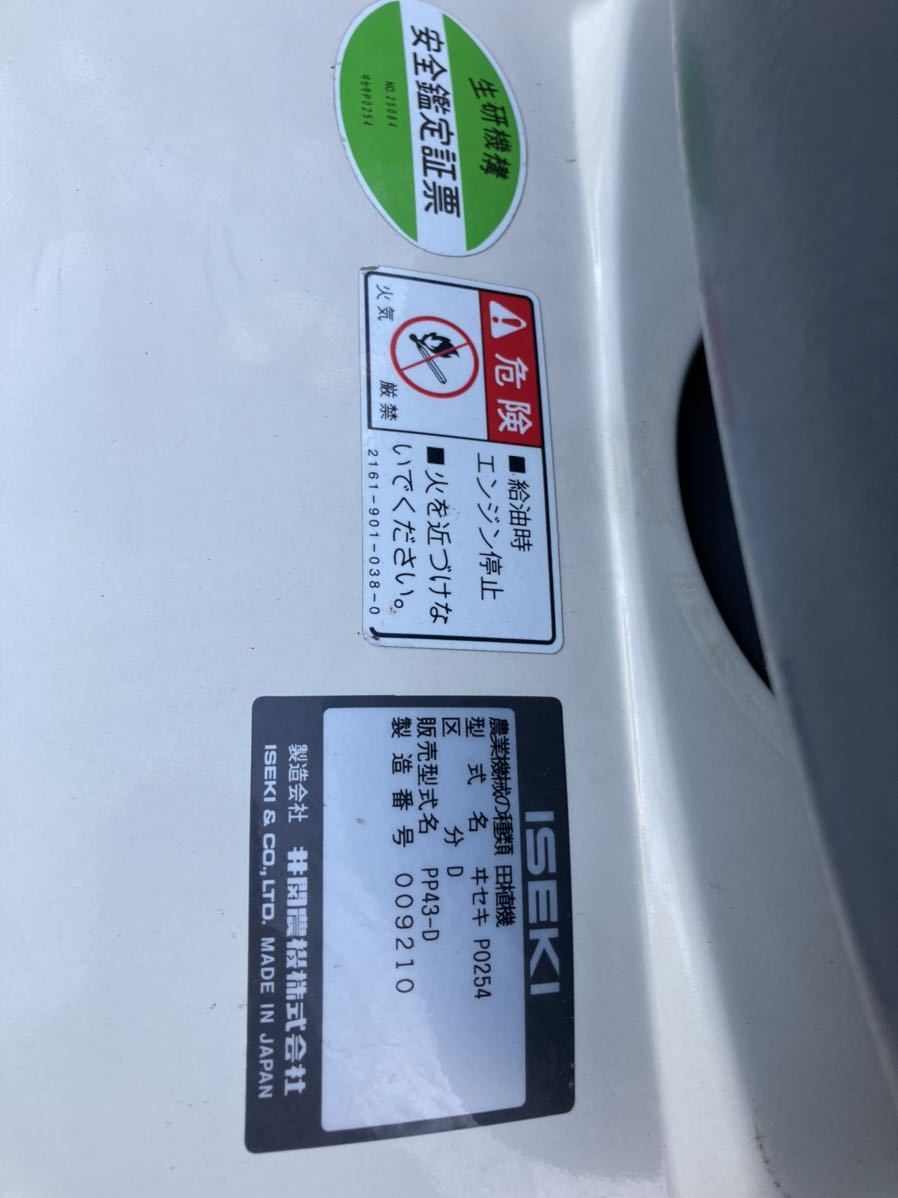 生研機構
安全鑑定証票
NO.25084
ヰセキP0254
危険
火気 厳禁
■給油時
エンジン停止
■火を近づけな
いでください。
2161-901-038-0
ISEKI
農業機械の種類 田植機
型式名 ヰセキ P0254
区分 D
販売型式名 PP43-D
製造番号 009210
製造会社 井関農機株式会社
ISEKI & CO., LTD. MADE IN JAPAN